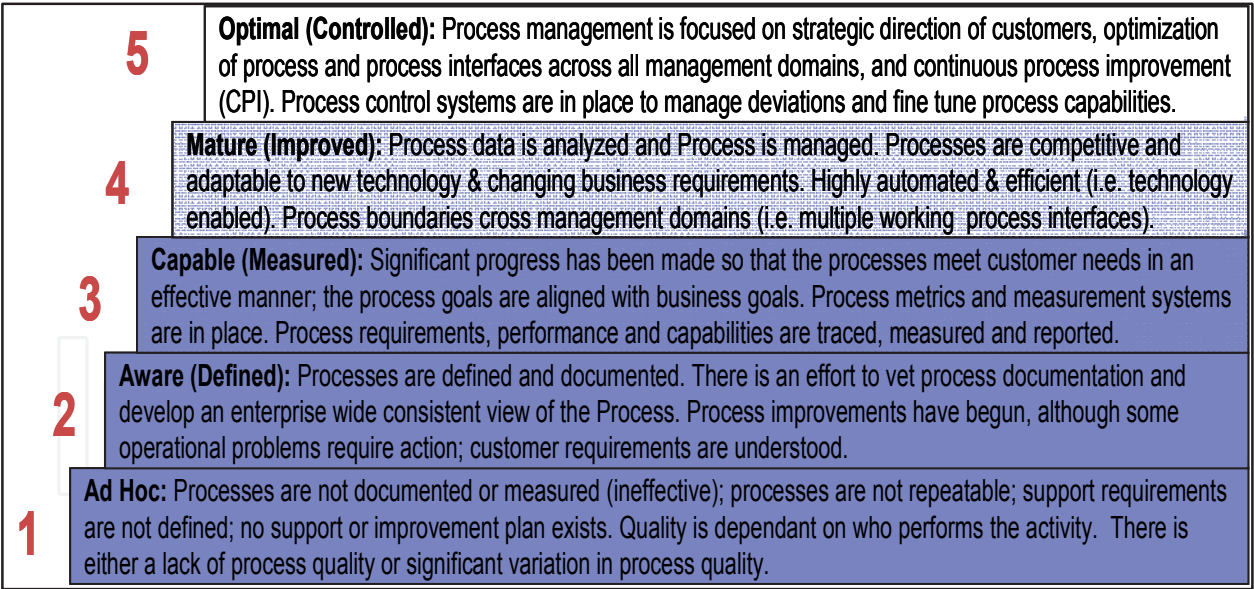 5
Optimal (Controlled): Process management is focused on strategic direction of customers, optimization
of process and process interfaces across all management domains, and continuous process improvement
(CPI). Process control systems are in place to manage deviations and fine tune process capabilities.
4
Mature (Improved): Process data is analyzed and Process is managed. Processes are competitive and
adaptable to new technology & changing business requirements. Highly automated & efficient (i.e. technology
enabled). Process boundaries cross management domains (i.e. multiple working process interfaces).
3
Capable (Measured): Significant progress has been made so that the processes meet customer needs in an
effective manner; the process goals are aligned with business goals. Process metrics and measurement systems
are in place. Process requirements, performance and capabilities are traced, measured and reported.
2
Aware (Defined): Processes are defined and documented. There is an effort to vet process documentation and
develop an enterprise wide consistent view of the Process. Process improvements have begun, although some
operational problems require action; customer requirements are understood.
1
Ad Hoc: Processes are not documented or measured (ineffective); processes are not repeatable; support requirements
are not defined; no support or improvement plan exists. Quality is dependant on who performs the activity. There is
either a lack of process quality or significant variation in process quality.